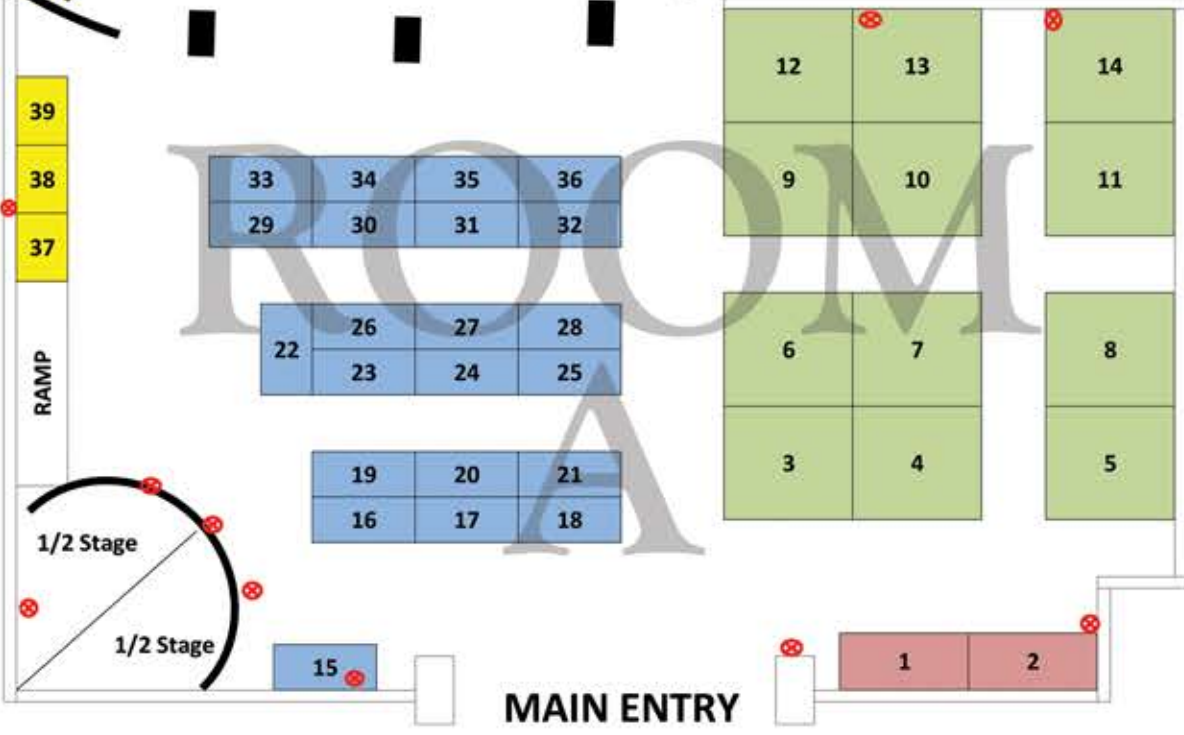 12 13 14
39
33 34 35 36 9 10 11
38
29 30 31 32
37
ROOM
26 27 28
22 6 7 8
23 24 25
RAMP
A
19 20 21 3 4 5
16 17 18
1/2 Stage
1/2 Stage
15 1 2
MAIN ENTRY